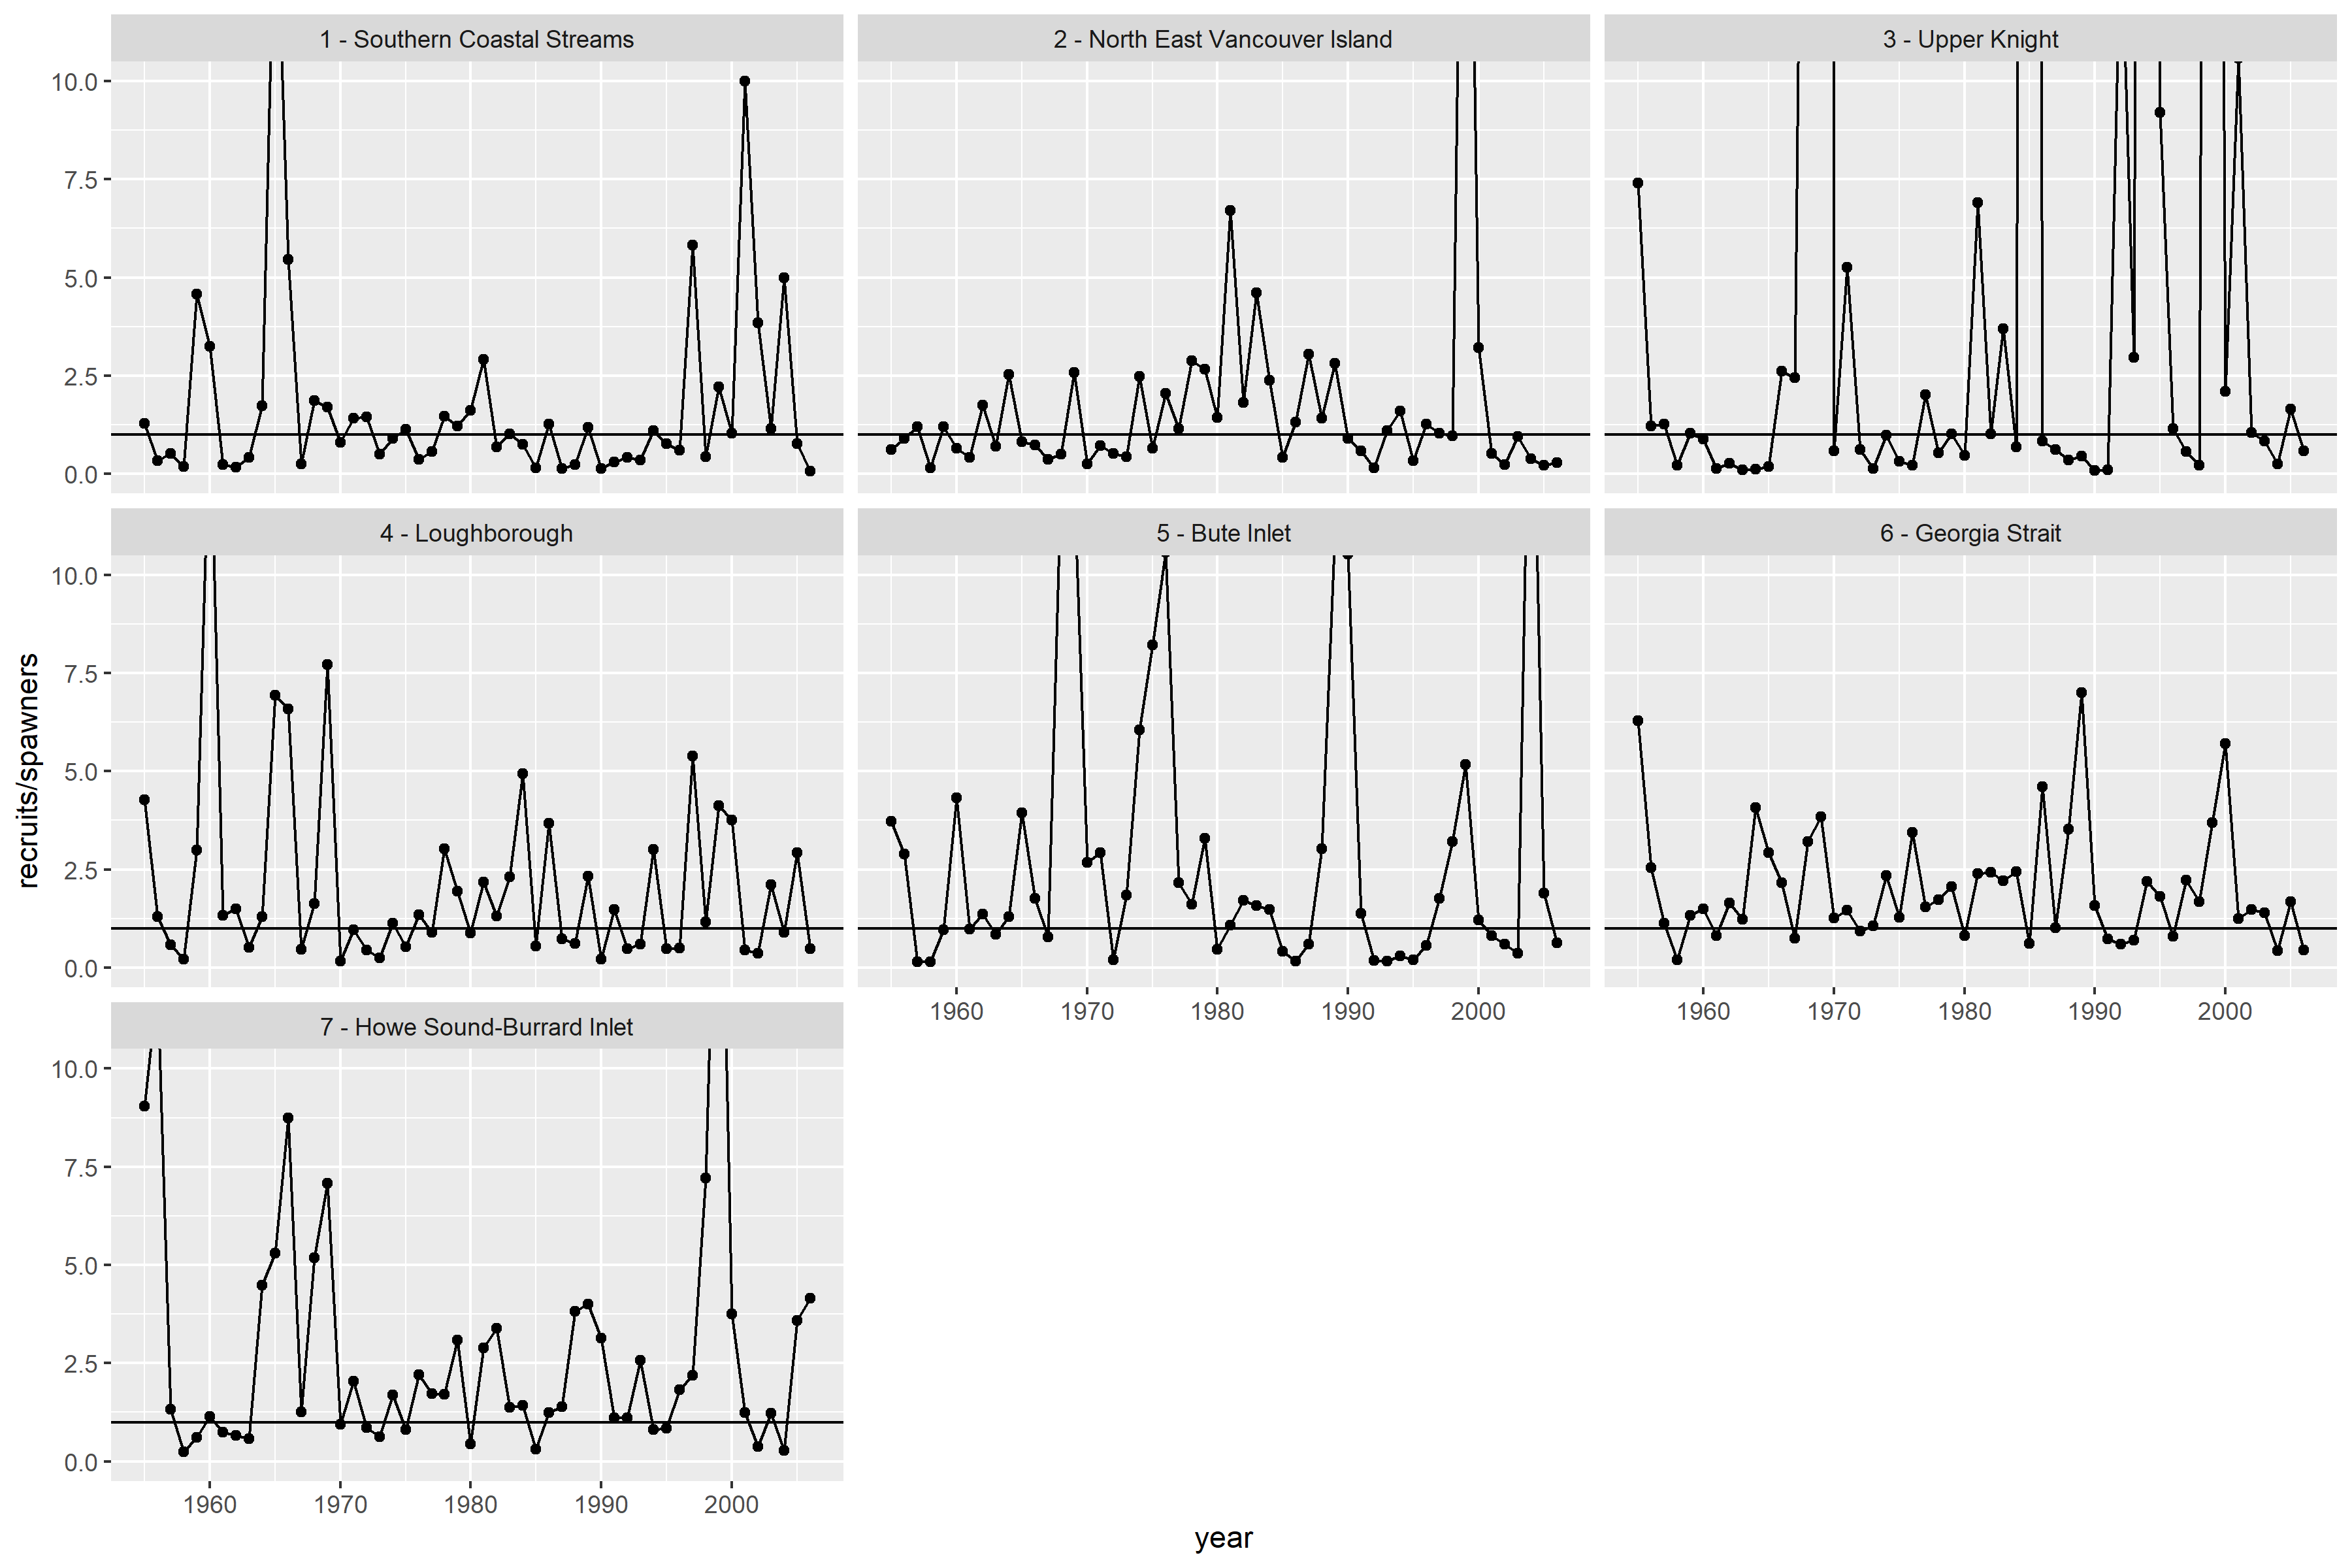 1 - Southern Coastal Streams
2 - North East Vancouver Island
3 - Upper Knight
10.0
7.5
5.0
2.5
0.0
4 - Loughborough
5 - Bute Inlet
6 - Georgia Strait
10.0
7.5
5.0
2.5
0.0
1960 1970 1980 1990 2000
1960 1970 1980 1990 2000
7 - Howe Sound-Burrard Inlet
10.0
7.5
5.0
2.5
0.0
1960 1970 1980 1990 2000
recruits/spawners
year